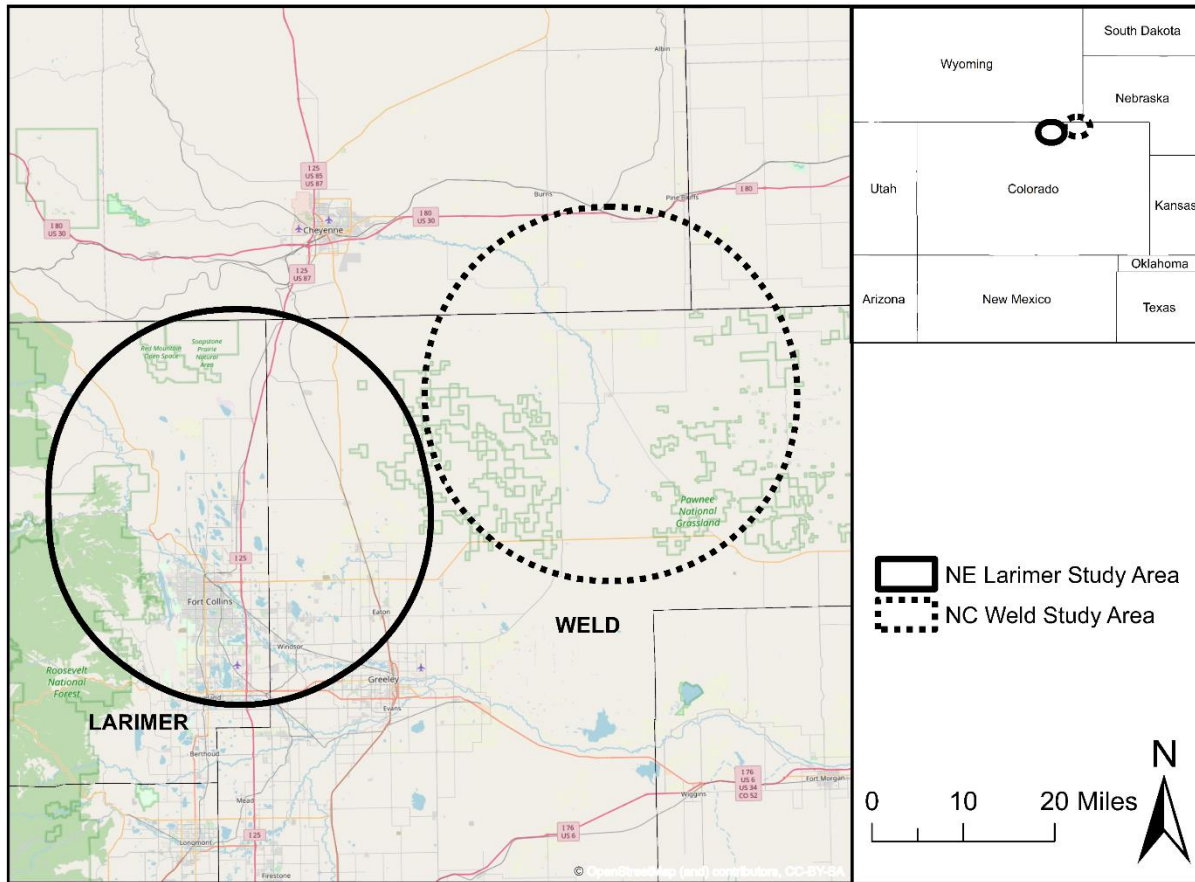 Albin
I 25
US 85
US 87
I 80
US 30
Cheyenne
I 80
US 30
Burns
Pine Bluffs
I 80
I 25
US 87
Red Mountain
Open Space
Soapstone
Prairie
Natural
Area
Pawnee
National
Grassland
I 25
Fort Collins
Eaton
Windsor
WELD
Roosevelt
National
Forest
Greeley
Evans
LARIMER
Berthoud
Mead
I 76
US 6
US 34
CO 52
Fort Morgan
Wiggins
I 76
US 6
I 25
Longmont
Firestone
© OpenStreetMap (and) contributors, CC-BY-SA
South Dakota
Wyoming
Nebraska
Utah
Colorado
Kansas
Oklahoma
Arizona
New Mexico
Texas
NE Larimer Study Area
NC Weld Study Area
N
0 10 20 Miles